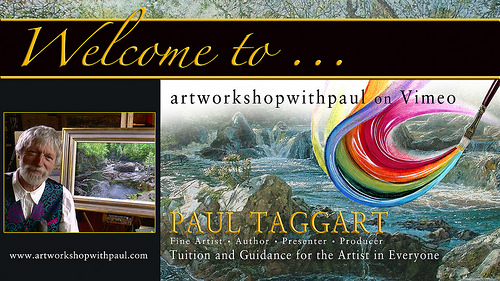 Welcome to ...
artworkshopwithpaul on Vimeo
PAUL TAGGART
Fine Artist • Author • Presenter • Producer
Tuition and Guidance for the Artist in Everyone
www.artworkshopwithpaul.com